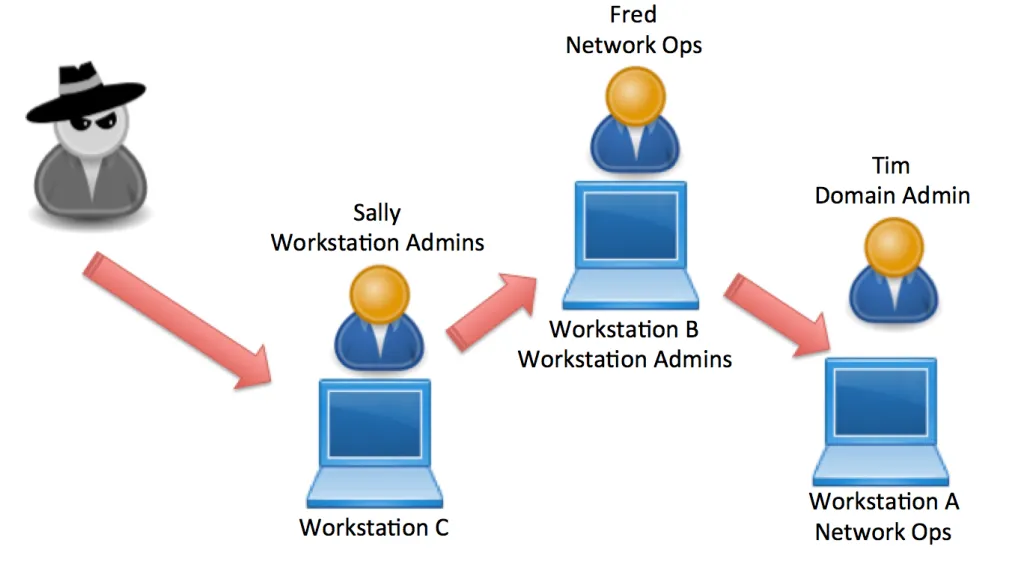 Fred
Network Ops
Tim
Domain Admin
Sally
Workstation Admins
Workstation B
Workstation Admins
Workstation A
Network Ops
Workstation C